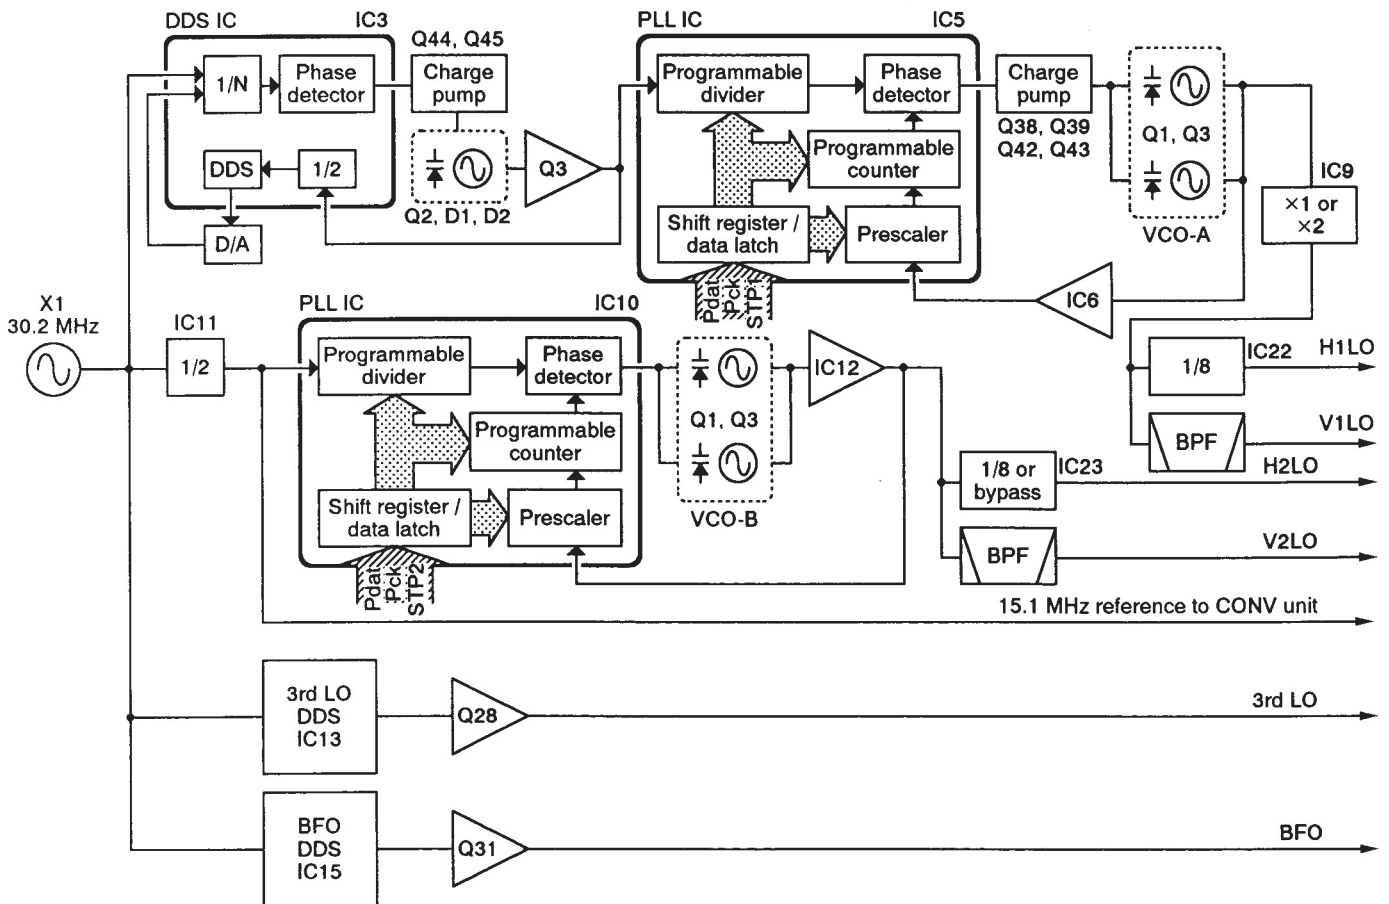 DDS IC
IC3
1/N
Phase
detector
DDS
1/2
D/A
Q44, Q45
Charge
pump
Q2, D1, D2
Q3
PLL IC
IC5
Programmable
divider
Phase
detector
Programmable
counter
Shift register /
data latch
Prescaler
Pdat
Pck
STP1
Charge
pump
Q38, Q39
Q42, Q43
Q1, Q3
VCO-A
IC9
×1 or
×2
IC6
X1
30.2 MHz
IC11
1/2
PLL IC
IC10
Programmable
divider
Phase
detector
Programmable
counter
Shift register /
data latch
Prescaler
Pdat
Pck
STP2
Q1, Q3
VCO-B
IC12
1/8
IC22
H1LO
BPF
V1LO
1/8 or
bypass
IC23
H2LO
BPF
V2LO
15.1 MHz reference to CONV unit
3rd LO
DDS
IC13
Q28
3rd LO
BFO
DDS
IC15
Q31
BFO